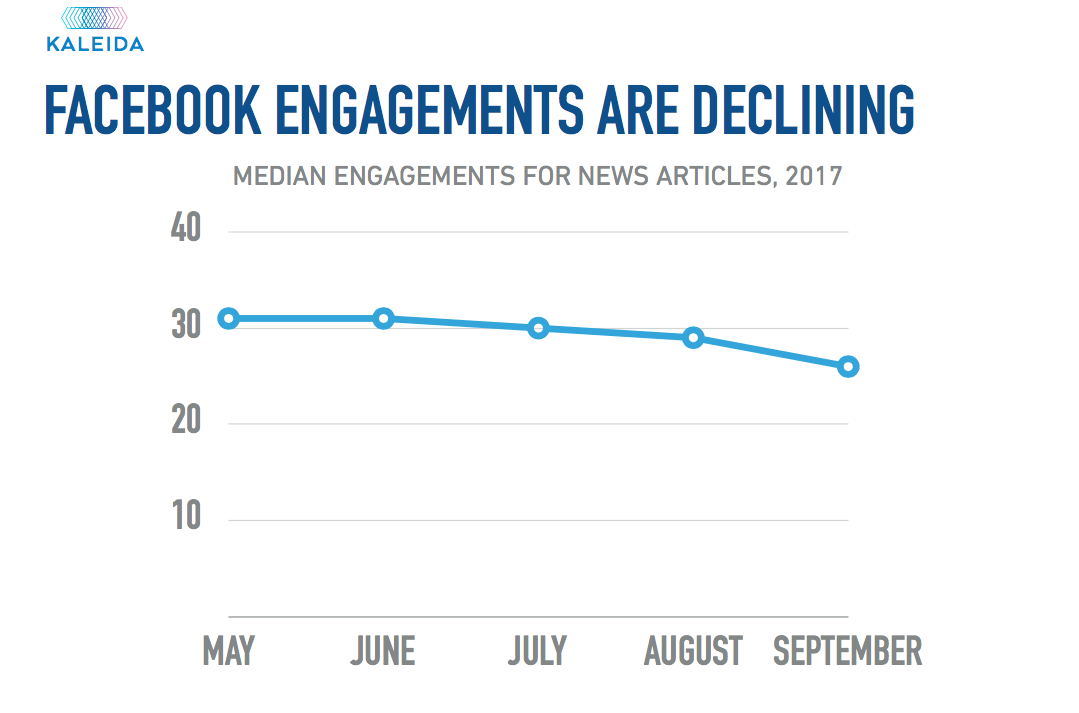 KALEIDA
FACEBOOK ENGAGEMENTS ARE DECLINING
MEDIAN ENGAGEMENTS FOR NEWS ARTICLES, 2017
40
30
20
10
MAY JUNE JULY AUGUST SEPTEMBER